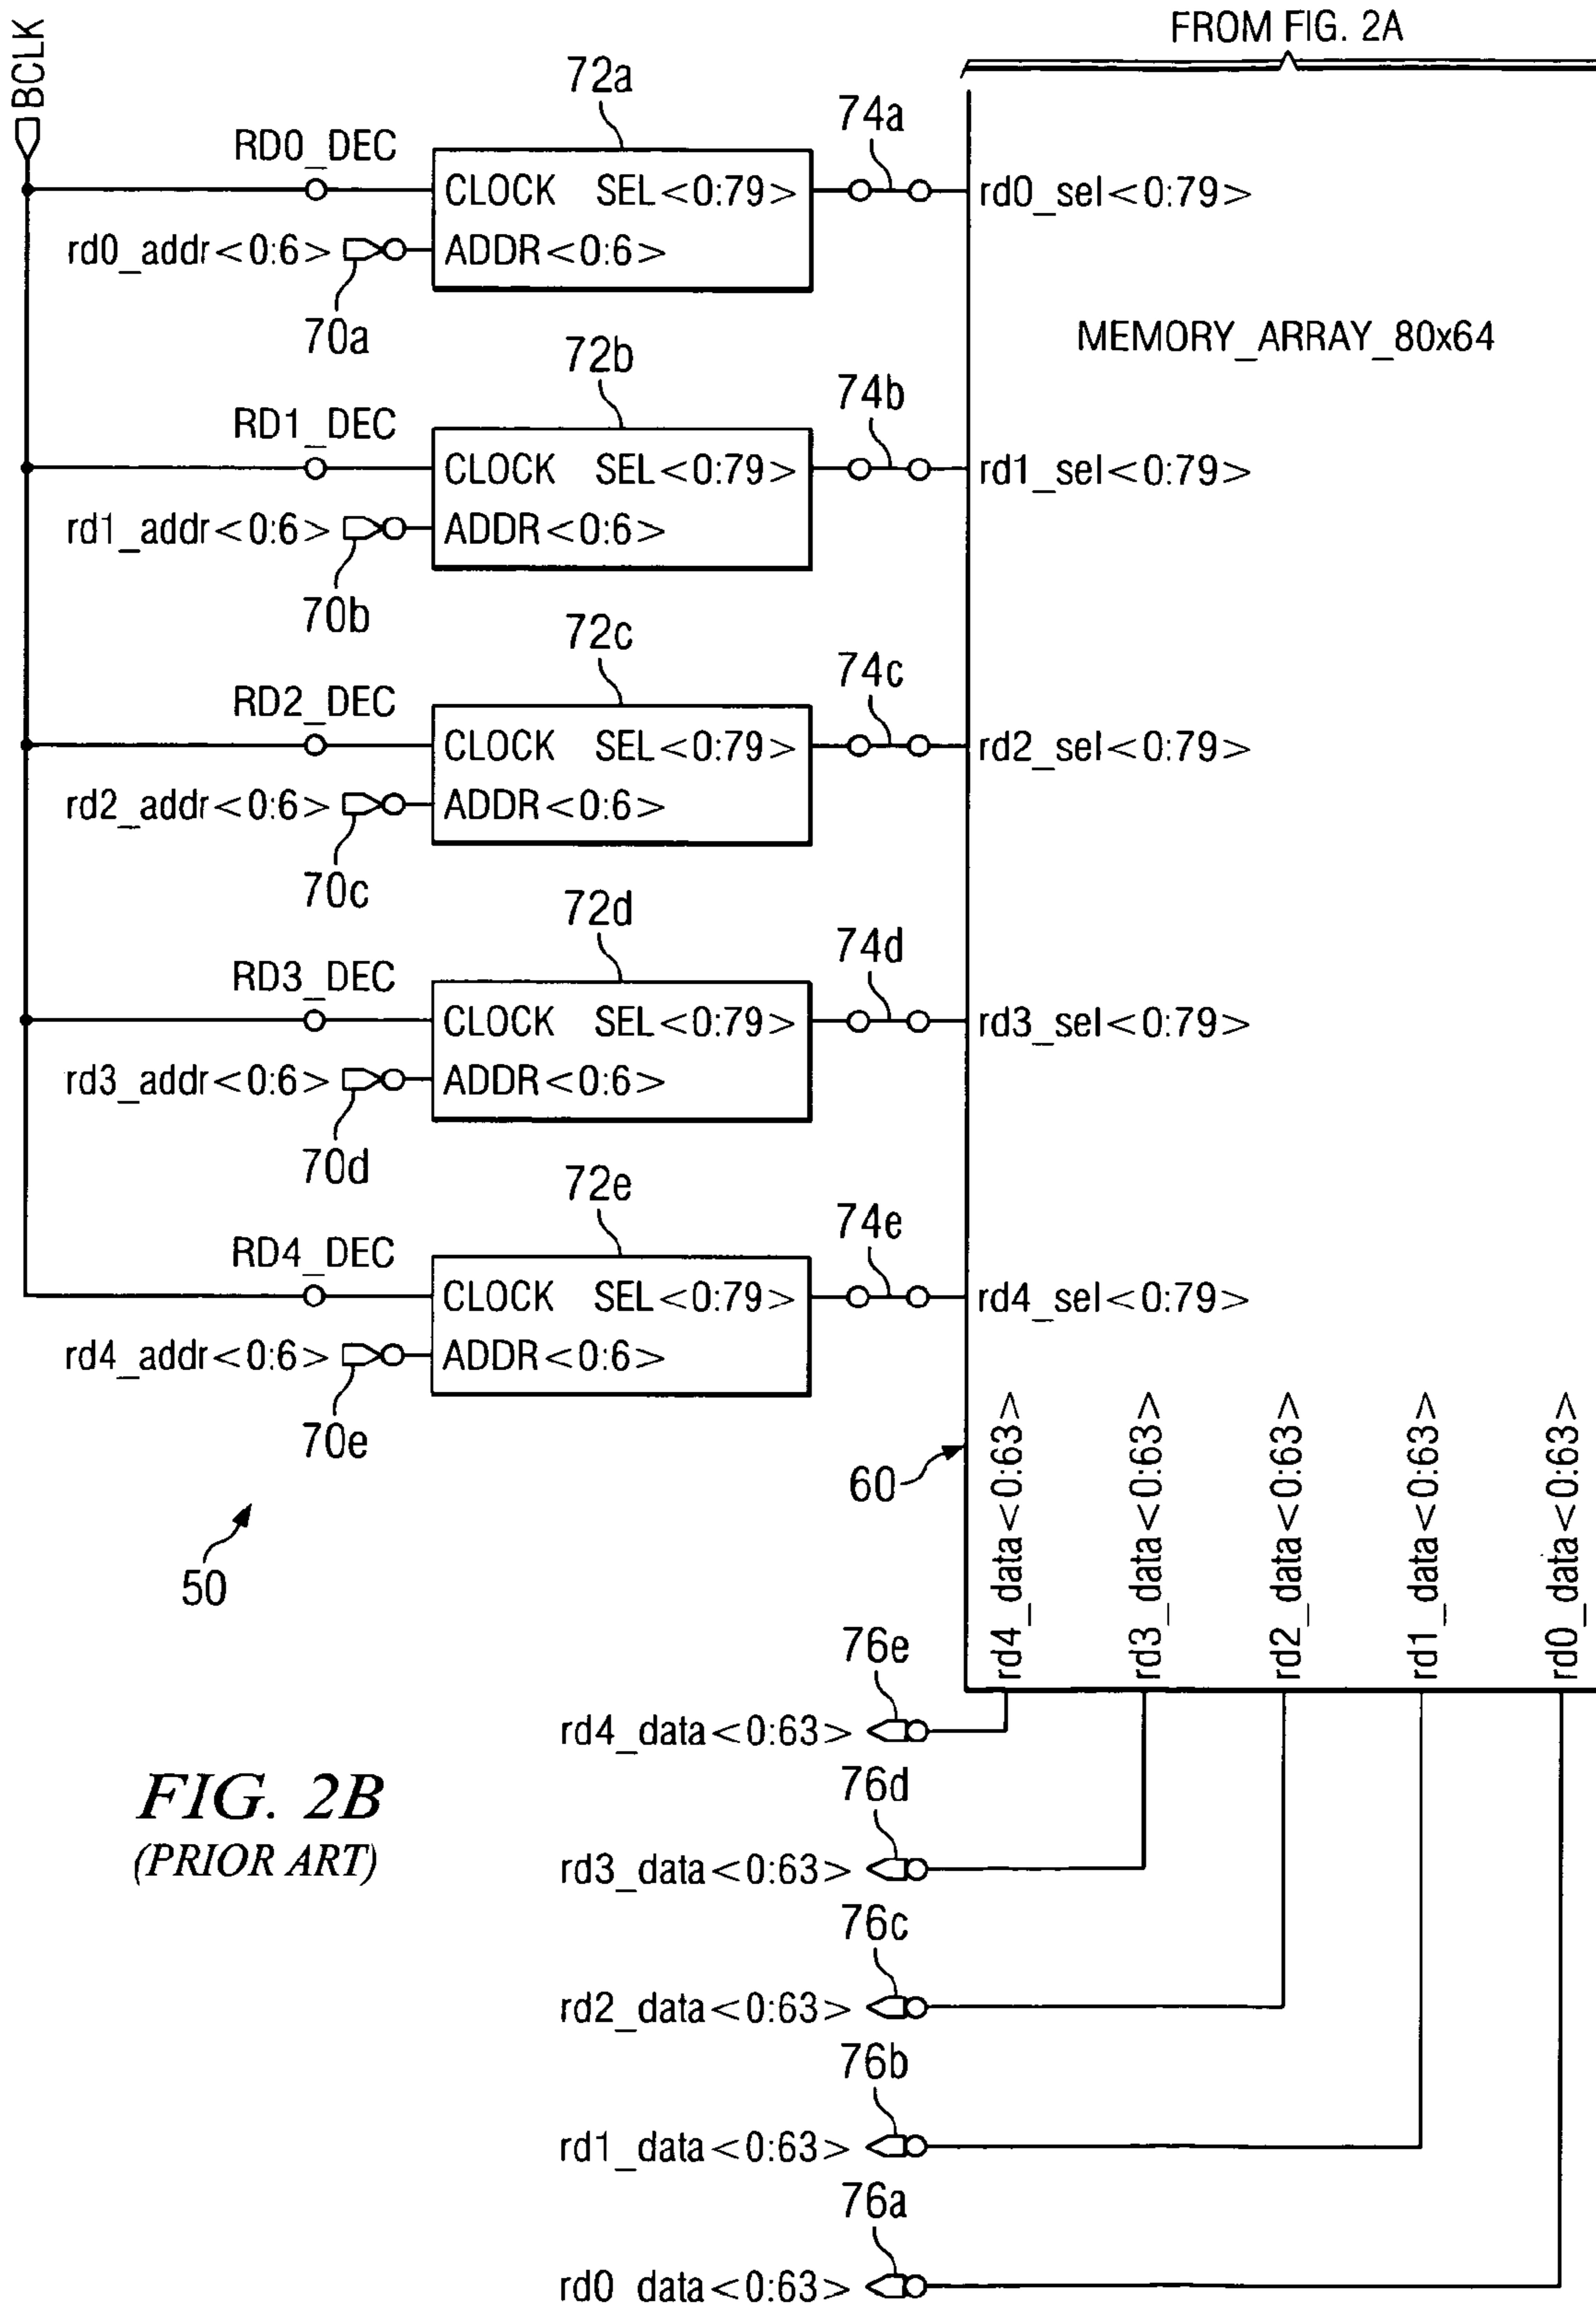 FROM FIG. 2A
BCLK
72a
74a
RD0_DEC
CLOCK SEL<0:79>
rd0_sel<0:79>
rd0_addr<0:6>
ADDR<0:6>
70a
MEMORY_ARRAY_80x64
72b
74b
RD1_DEC
CLOCK SEL<0:79>
rd1_sel<0:79>
rd1_addr<0:6>
ADDR<0:6>
70b
72c
74c
RD2_DEC
CLOCK SEL<0:79>
rd2_sel<0:79>
rd2_addr<0:6>
ADDR<0:6>
70c
72d
74d
RD3_DEC
CLOCK SEL<0:79>
rd3_sel<0:79>
rd3_addr<0:6>
ADDR<0:6>
70d
72e
74e
RD4_DEC
CLOCK SEL<0:79>
rd4_sel<0:79>
rd4_addr<0:6>
ADDR<0:6>
70e
60
50
rd4_data<0:63>
rd3_data<0:63>
rd2_data<0:63>
rd1_data<0:63>
rd0_data<0:63>
76e
rd4_data<0:63>
76d
rd3_data<0:63>
76c
rd2_data<0:63>
76b
rd1_data<0:63>
76a
rd0 data<0:63>
FIG. 2B
(PRIOR ART)